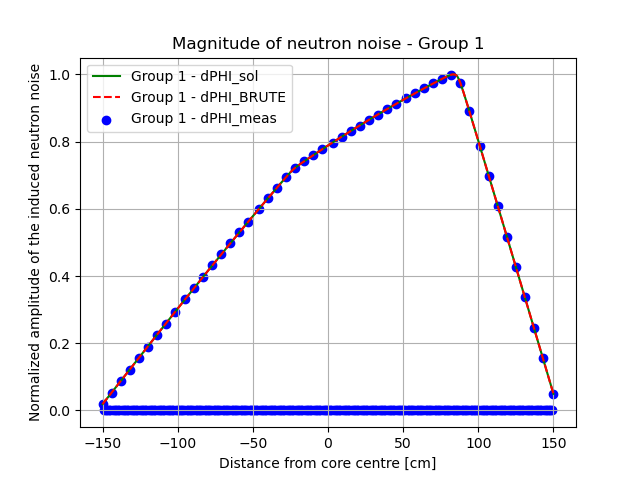 Magnitude of neutron noise - Group 1
Normalized amplitude of the induced neutron noise
1.0
0.8
0.6
0.4
0.2
0.0
Group 1 - dPHI_sol
Group 1 - dPHI_BRUTE
Group 1 - dPHI_meas
−150 −100 −50 0 50 100 150
Distance from core centre [cm]